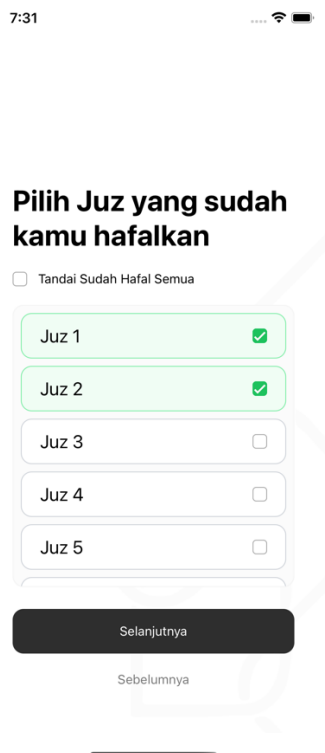 7:31
Pilih Juz yang sudah
kamu hafalkan
Tandai Sudah Hafal Semua
Juz 1
Juz 2
Juz 3
Juz 4
Juz 5
Selanjutnya
Sebelumnya